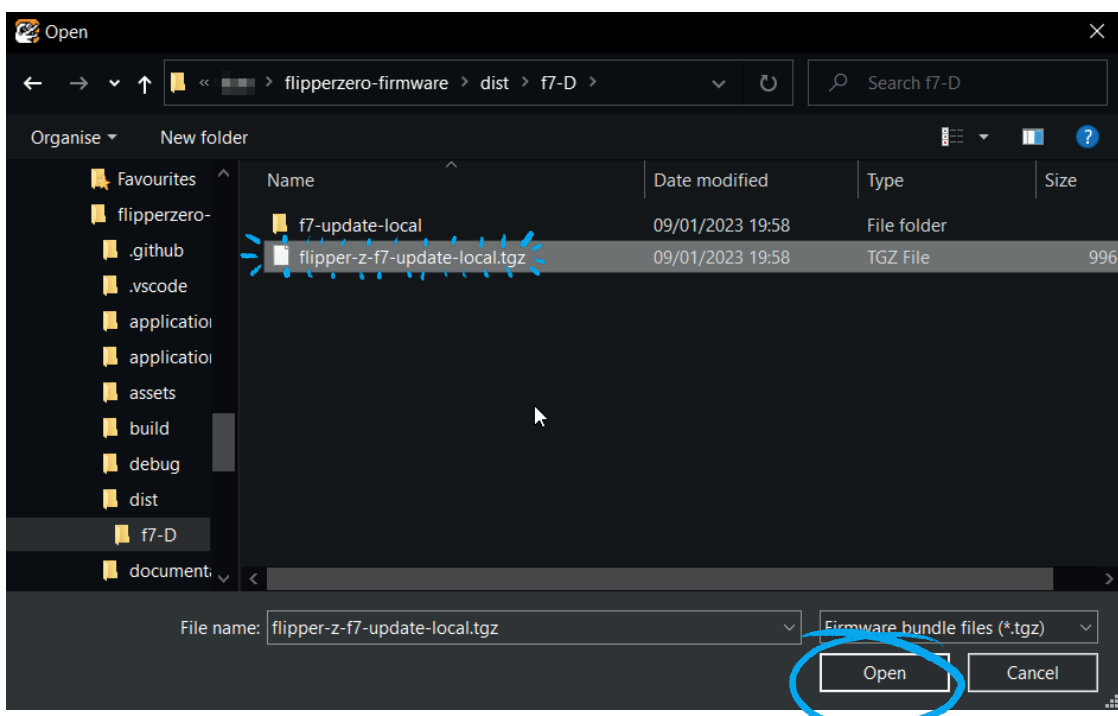 Open
« flipperzero-firmware > dist > f7-D > Search f7-D
Organise New folder
Favourites
flipperzero-
.github
.vscode
application
application
assets
build
debug
dist
f7-D
documenta
Name Date modified Type Size
f7-update-local 09/01/2023 19:58 File folder
flipper-z-f7-update-local.tgz 09/01/2023 19:58 TGZ File 996
File name: flipper-z-f7-update-local.tgz Firmware bundle files (*.tgz)
Open Cancel